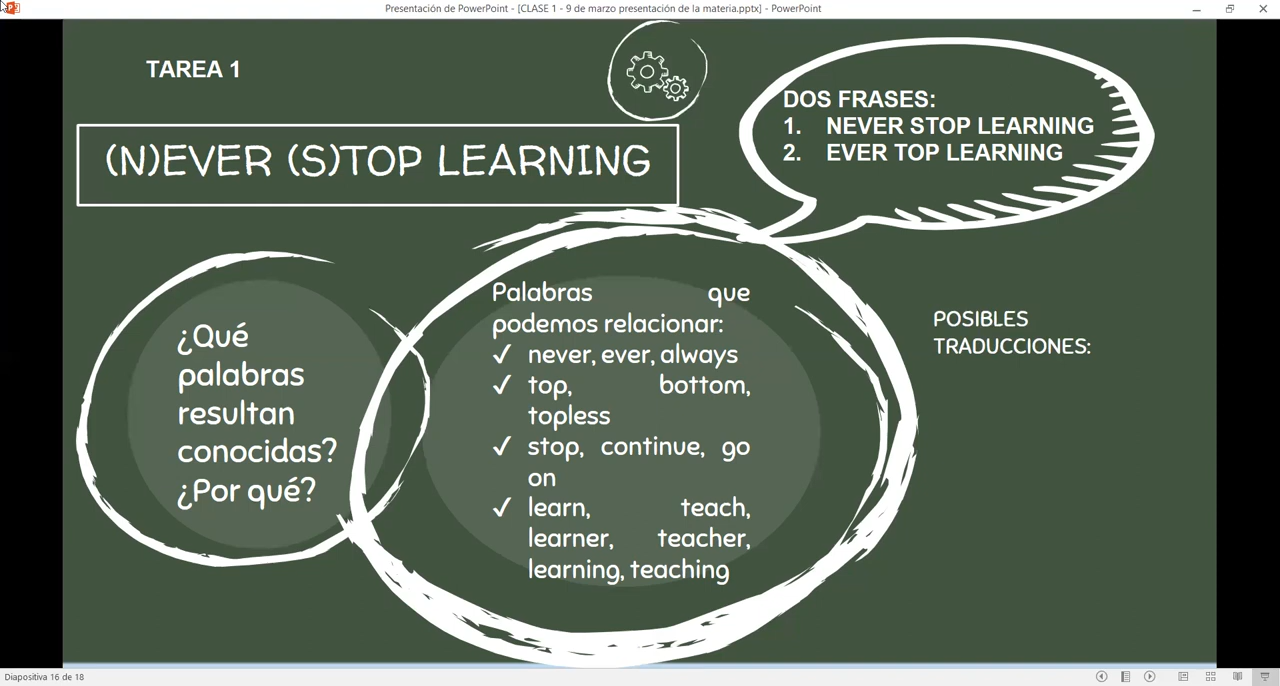 Presentación de PowerPoint - [CLASE 1 - 9 de marzo presentación de la materia.pptx] - PowerPoint
TAREA 1
(N)EVER (S)TOP LEARNING
DOS FRASES:
1. NEVER STOP LEARNING
2. EVER TOP LEARNING
¿Qué
palabras
resultan
conocidas?
¿Por qué?
Palabras que
podemos relacionar:
✓ never, ever, always
✓ top, bottom,
topless
✓ stop, continue, go
on
✓ learn, teach,
learner, teacher,
learning, teaching
POSIBLES
TRADUCCIONES:
Diapositiva 16 de 18